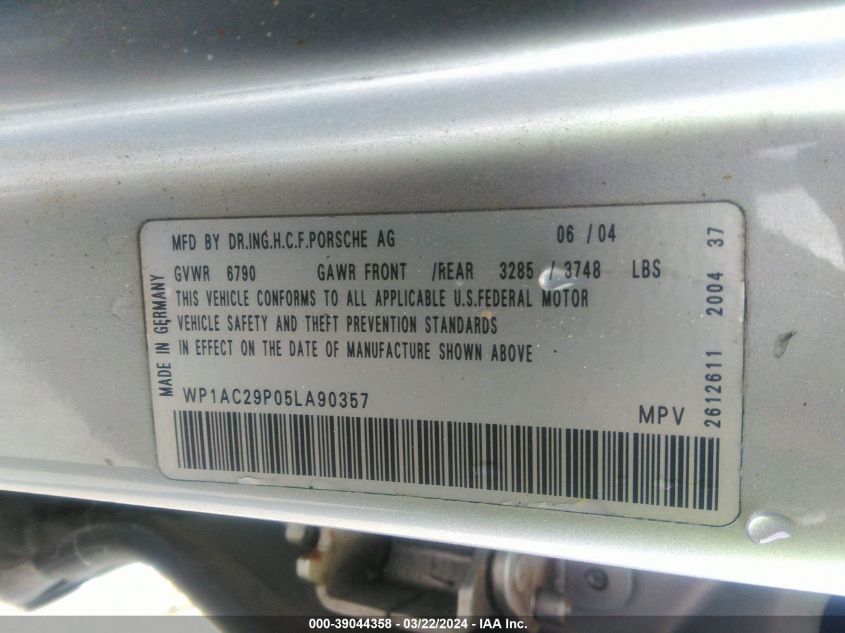 MFD BY DR.ING.H.C.F.PORSCHE AG 06 / 04
GVWR 6790 GAWR FRONT /REAR 3285 / 3748 LBS
THIS VEHICLE CONFORMS TO ALL APPLICABLE U.S.FEDERAL MOTOR
VEHICLE SAFETY AND THEFT PREVENTION STANDARDS
IN EFFECT ON THE DATE OF MANUFACTURE SHOWN ABOVE
WP1AC29P05LA90357 MPV
MADE IN GERMANY
2612611 2004 37
000-39044358 - 03/22/2024 - IAA Inc.